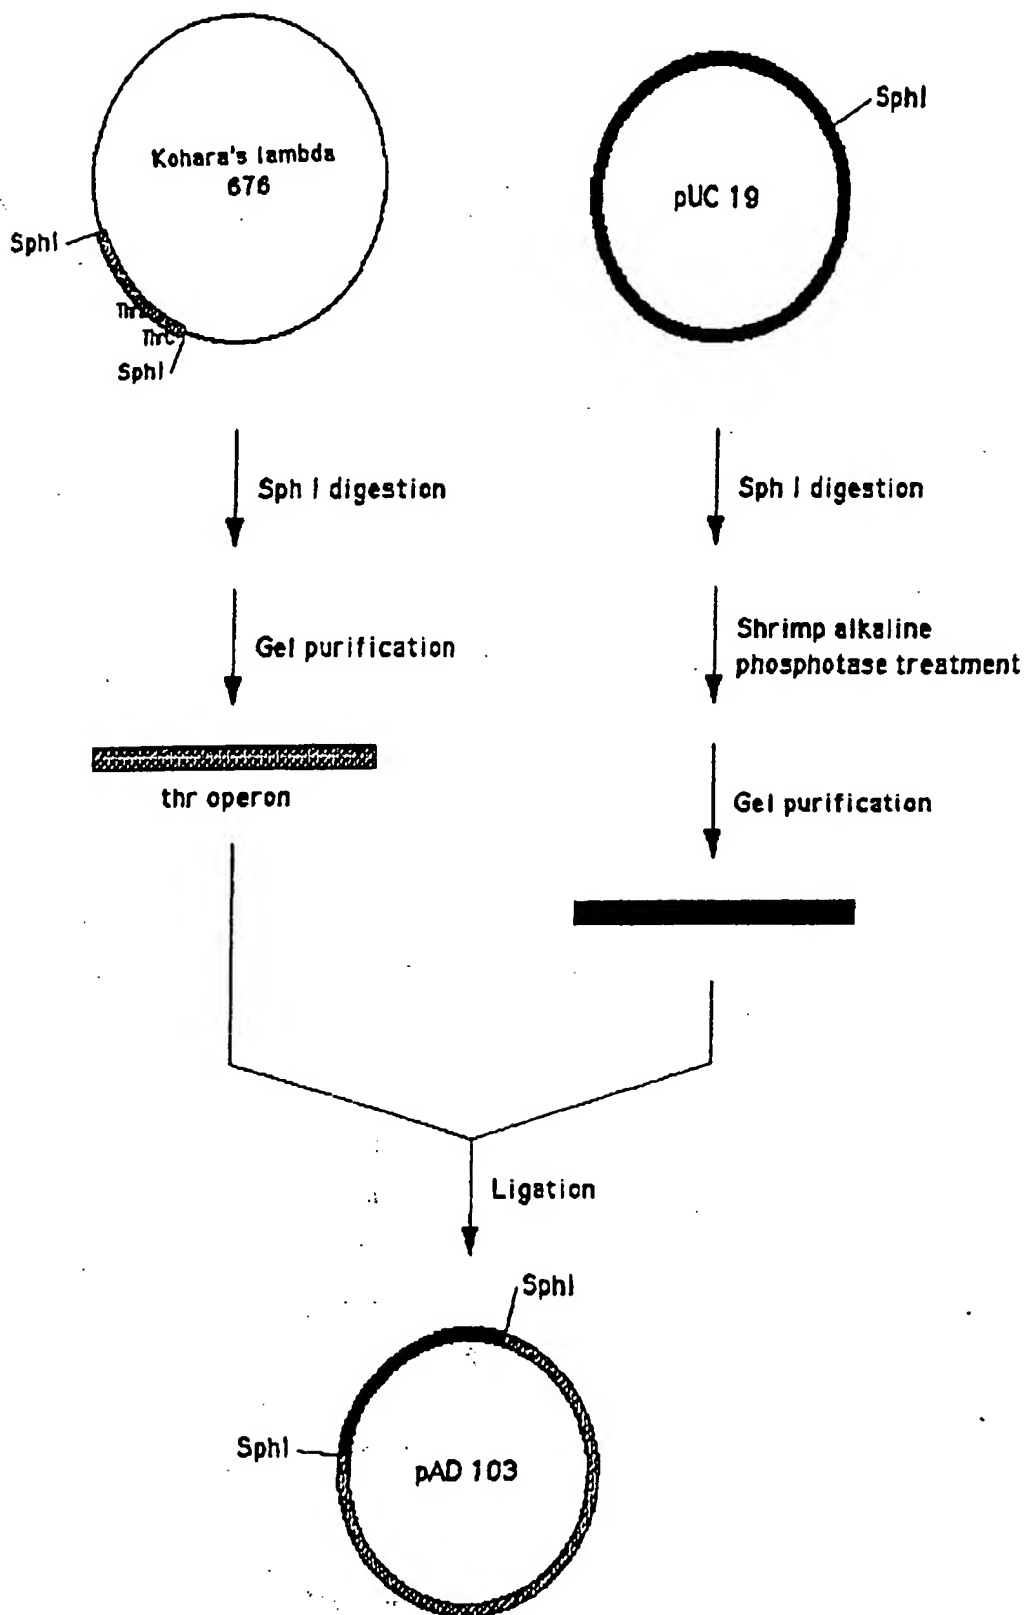 Kohara's lambda
676
SphI
pUC 19
SphI
ThrC
SphI
Sph I digestion
Sph I digestion
Gel purification
Shrimp alkaline
phosphotase treatment
thr operon
Gel purification
Ligation
SphI
SphI
pAD 103